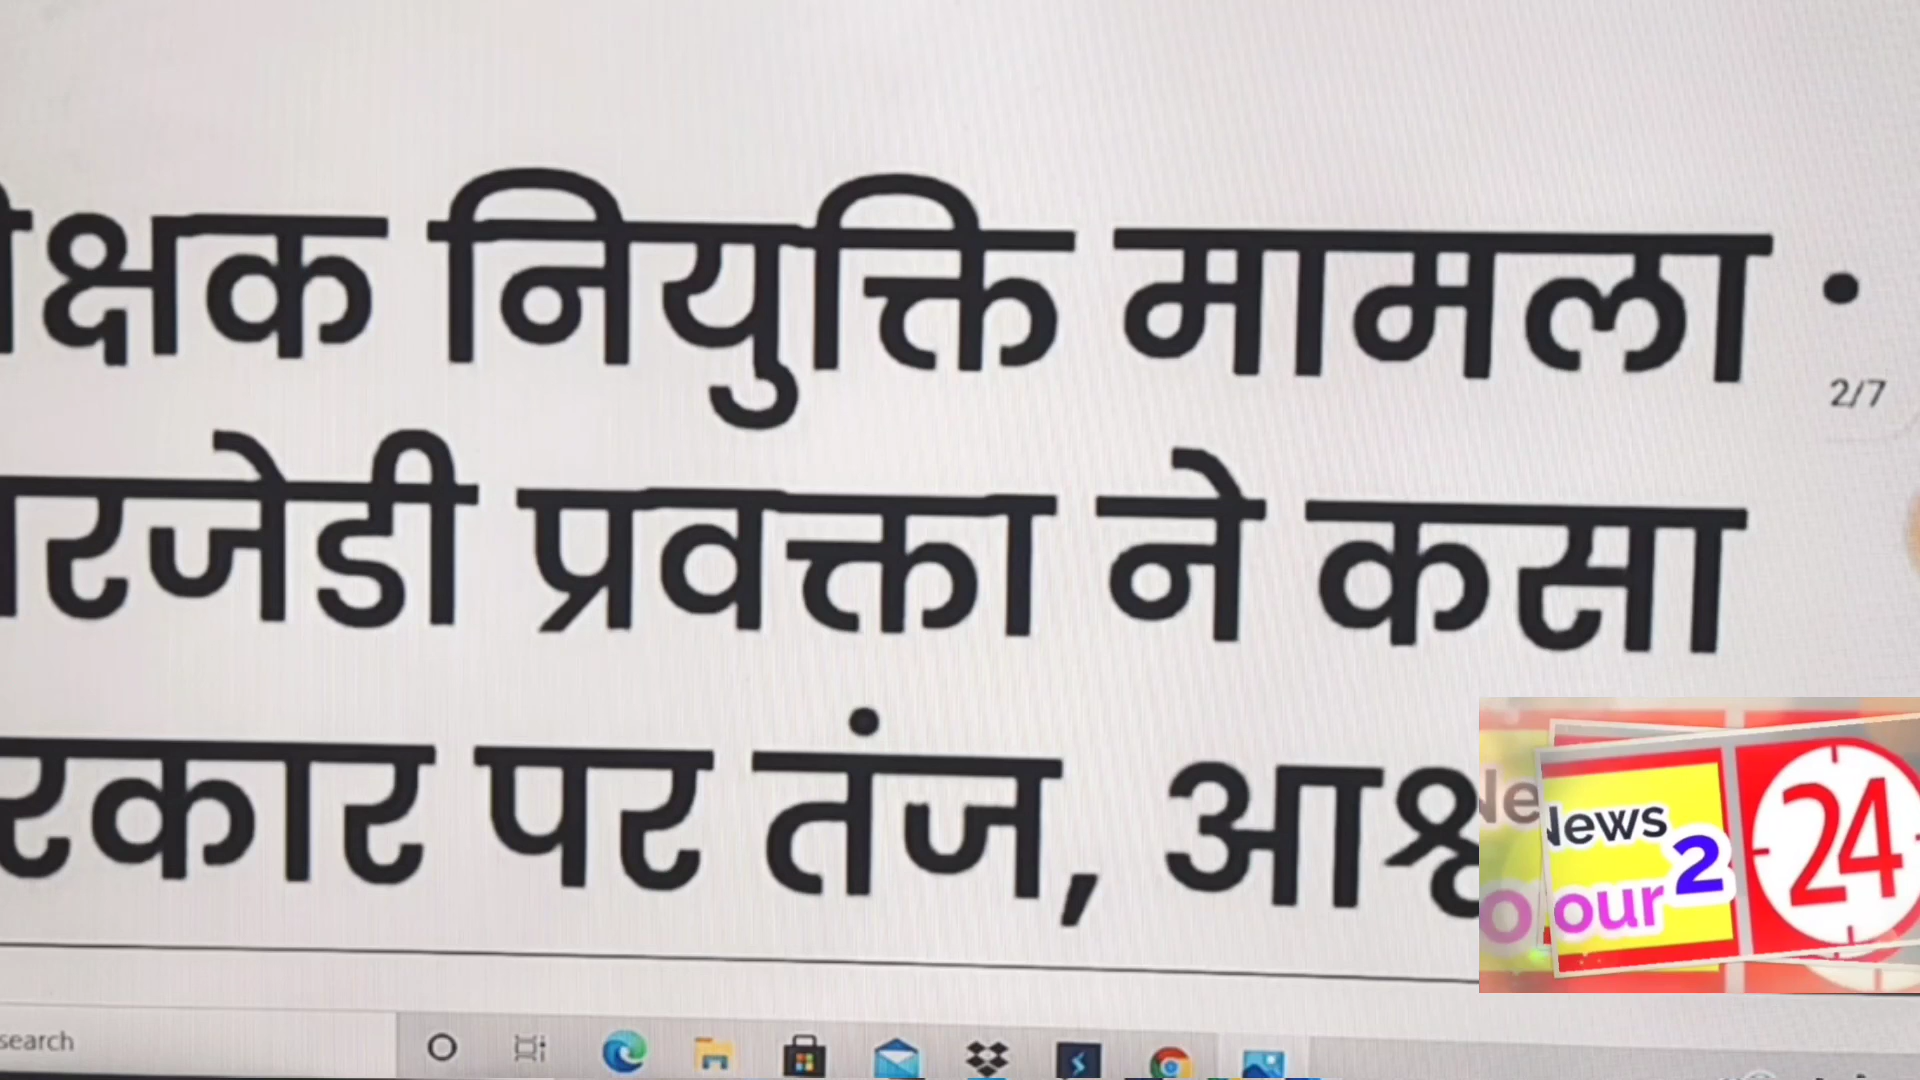 क्षक नियुक्ति मामला •
2/7
रजेडी प्रवक्ता ने कसा
रकार पर तंज,
News
our 2
24
search